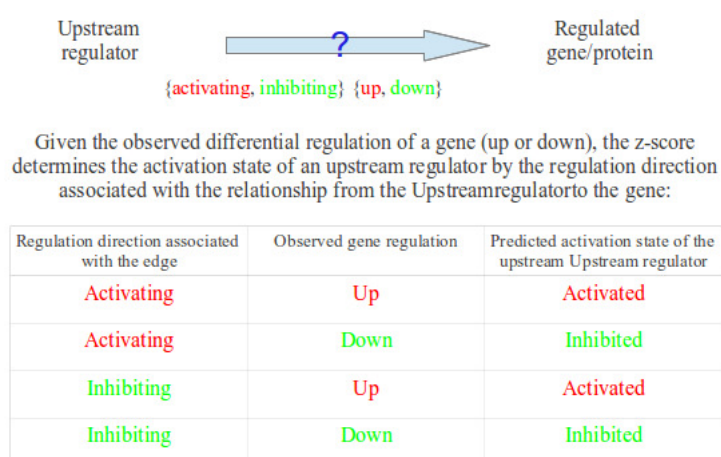 Upstream regulator
?
Regulated gene/protein
{activating, inhibiting} {up, down}
Given the observed differential regulation of a gene (up or down), the z-score
determines the activation state of an upstream regulator by the regulation direction
associated with the relationship from the Upstreamregulatorto the gene:
Regulation direction associated with the edge
Observed gene regulation
Predicted activation state of the upstream Upstream regulator
Activating Up Activated
Activating Down Inhibited
Inhibiting Up Activated
Inhibiting Down Inhibited